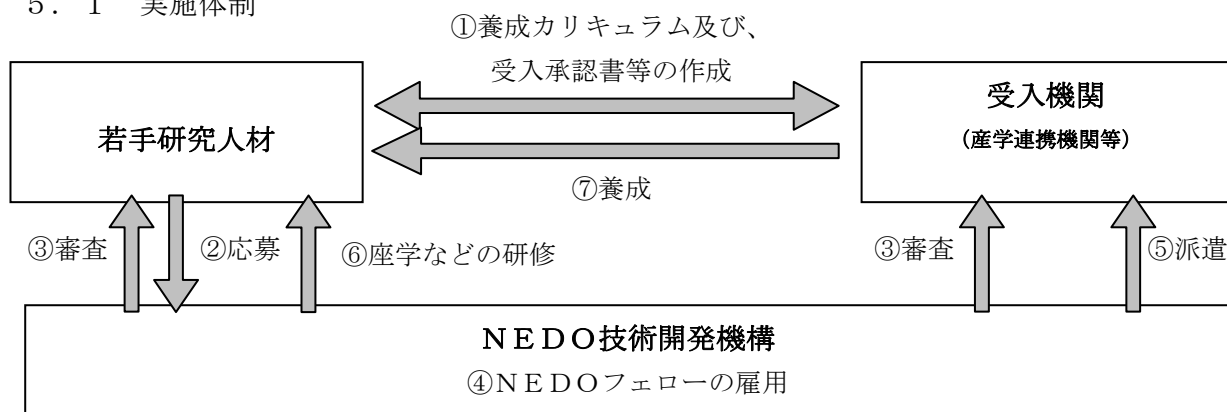 ５．１　実施体制
①養成カリキュラム及び、
受入承認書等の作成
若手研究人材
受入機関
（産学連携機関等）
⑦養成
③審査
②応募
⑥座学などの研修
③審査
⑤派遣
ＮＥＤＯ技術開発機構
④ＮＥＤＯフェローの雇用